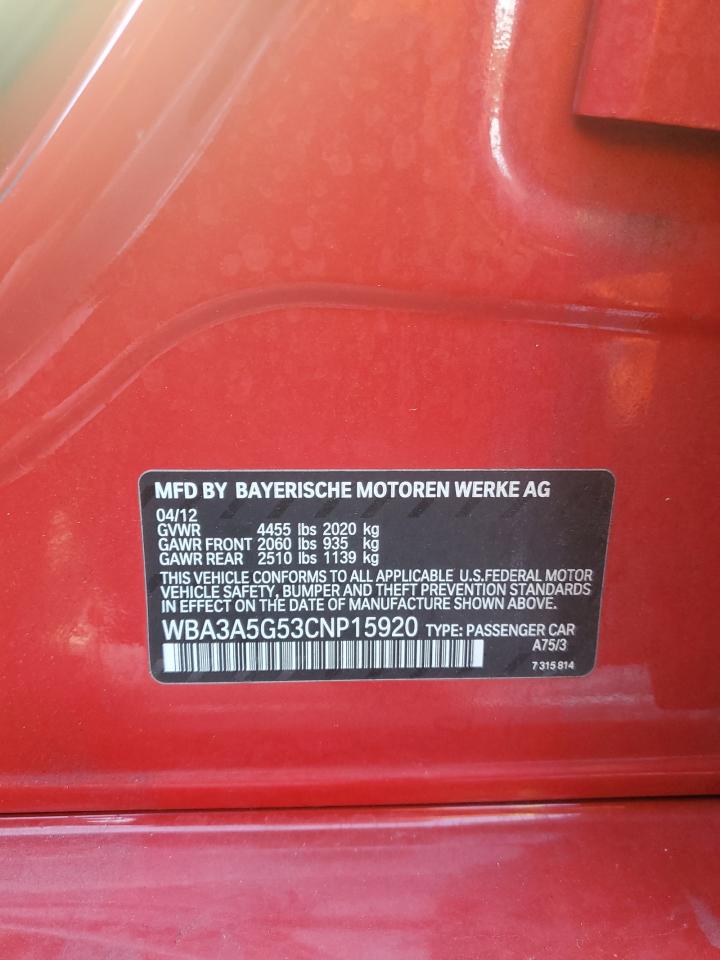 MFD BY BAYERISCHE MOTOREN WERKE AG
04/12
GVWR 4455 lbs 2020 kg
GAWR FRONT 2060 lbs 935 kg
GAWR REAR 2510 lbs 1139 kg
THIS VEHICLE CONFORMS TO ALL APPLICABLE U.S.FEDERAL MOTOR
VEHICLE SAFETY, BUMPER AND THEFT PREVENTION STANDARDS
IN EFFECT ON THE DATE OF MANUFACTURE SHOWN ABOVE.
WBA3A5G53CNP15920 TYPE: PASSENGER CAR
A75/3
7 315 814